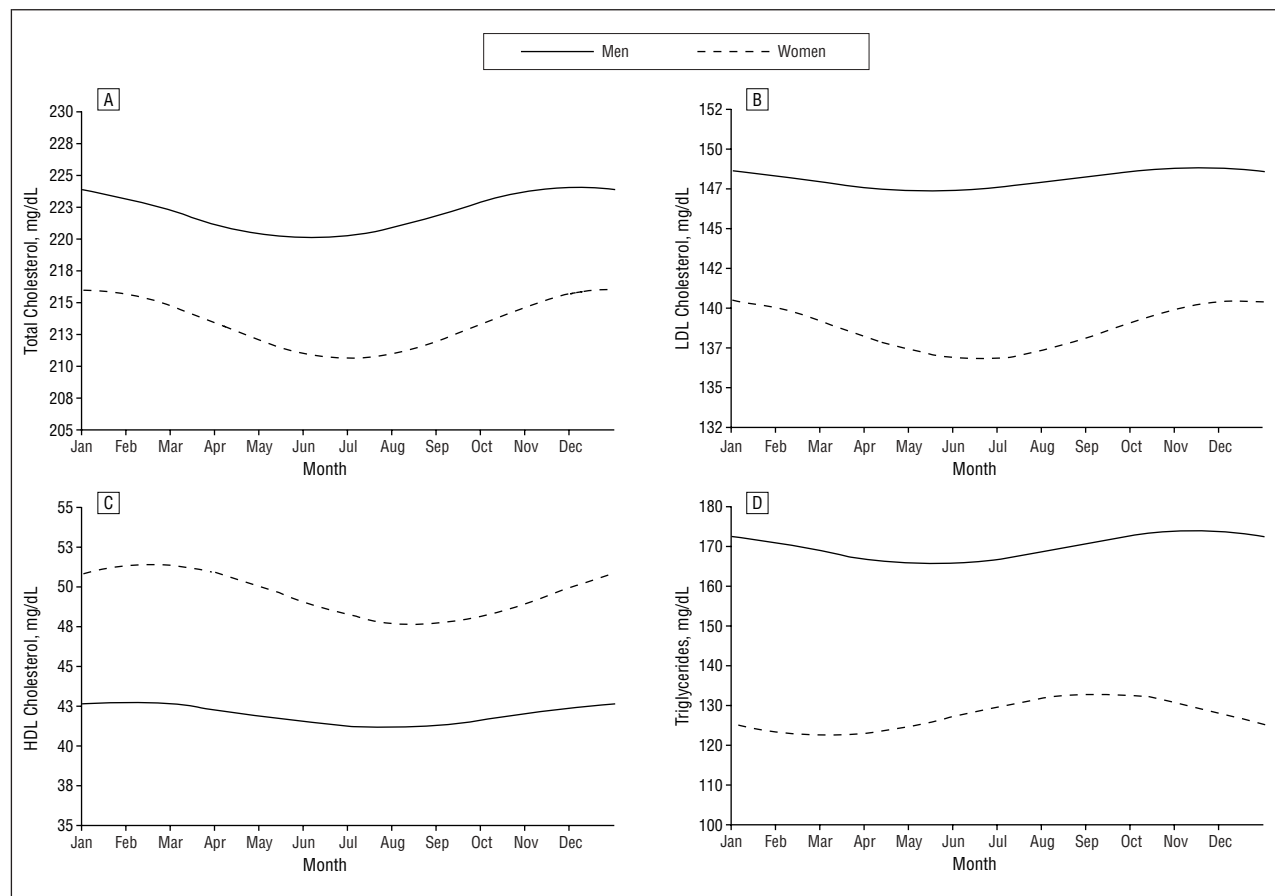 Men Women
A
Total Cholesterol, mg/dL
230
228
225
223
220
218
215
213
210
208
205
Jan Feb Mar Apr May Jun Jul Aug Sep Oct Nov Dec
Month
B
LDL Cholesterol, mg/dL
152
150
147
145
142
140
137
135
132
Jan Feb Mar Apr May Jun Jul Aug Sep Oct Nov Dec
Month
C
HDL Cholesterol, mg/dL
55
53
50
48
45
43
40
38
35
Jan Feb Mar Apr May Jun Jul Aug Sep Oct Nov Dec
Month
D
Triglycerides, mg/dL
180
170
160
150
140
130
120
110
100
Jan Feb Mar Apr May Jun Jul Aug Sep Oct Nov Dec
Month